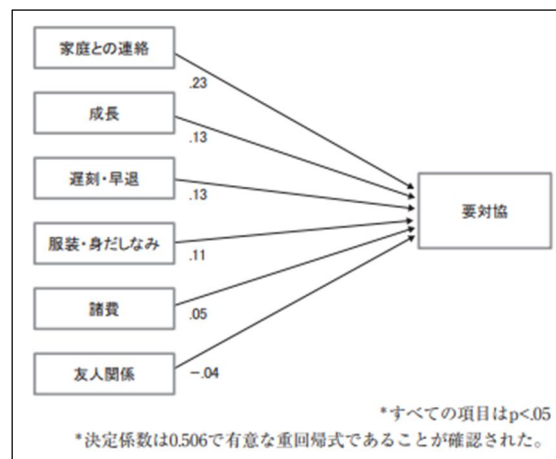 家庭との連絡
.23
成長
.13
遅刻・早退
.13
要対協
服装・身だしなみ
.11
諸費
.05
友人関係
-.04
*すべての項目はp<.05
*決定係数は0.506で有意な重回帰式であることが確認された。